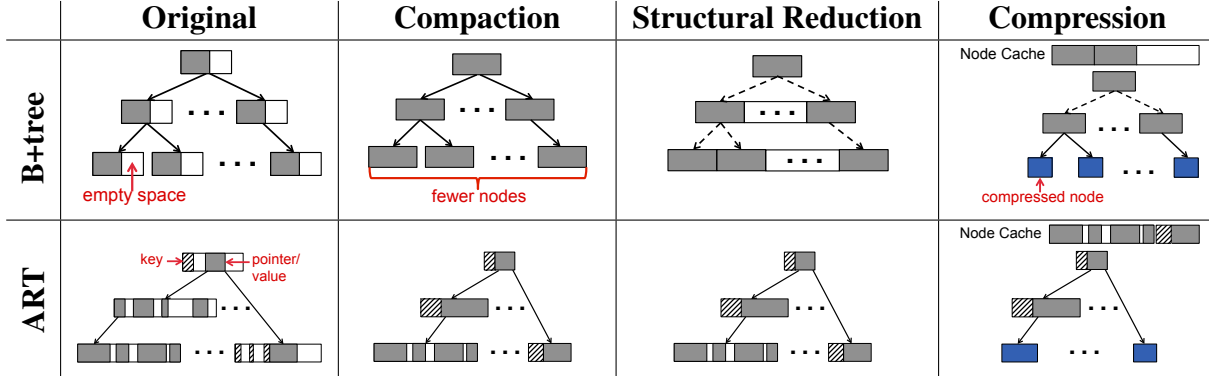 Original
Compaction
Structural Reduction
Compression
B+tree
empty space
fewer nodes
Node Cache
compressed node
ART
key
pointer/
value
Node Cache